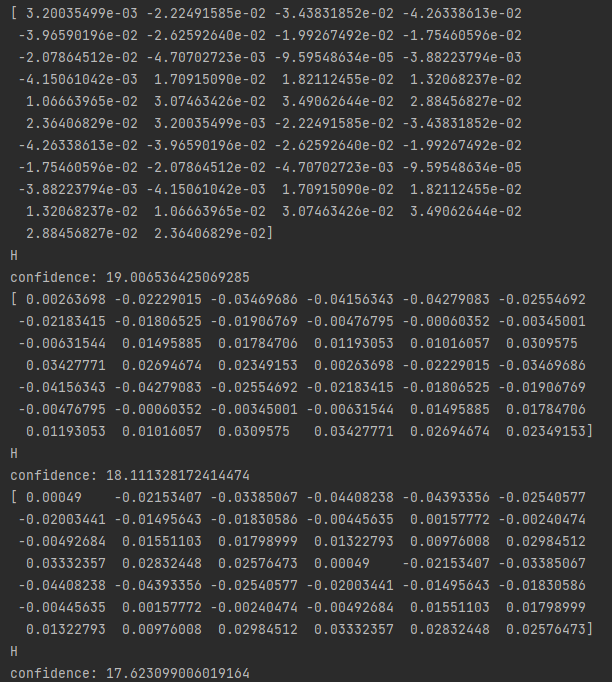 [ 3.20035499e-03 -2.22491585e-02 -3.43831852e-02 -4.26338613e-02
-3.96590196e-02 -2.62592640e-02 -1.99267492e-02 -1.75460596e-02
-2.07864512e-02 -4.70702723e-03 -9.59548634e-05 -3.88223794e-03
-4.15061042e-03 1.70915090e-02 1.82112455e-02 1.32068237e-02
1.06663965e-02 3.07463426e-02 3.49062644e-02 2.88456827e-02
2.36406829e-02 3.20035499e-03 -2.22491585e-02 -3.43831852e-02
-4.26338613e-02 -3.96590196e-02 -2.62592640e-02 -1.99267492e-02
-1.75460596e-02 -2.07864512e-02 -4.70702723e-03 -9.59548634e-05
-3.88223794e-03 -4.15061042e-03 1.70915090e-02 1.82112455e-02
1.32068237e-02 1.06663965e-02 3.07463426e-02 3.49062644e-02
2.88456827e-02 2.36406829e-02]
H
confidence: 19.006536425069285
[ 0.00263698 -0.02229015 -0.03469686 -0.04156343 -0.04279083 -0.02554692
-0.02183415 -0.01806525 -0.01906769 -0.00476795 -0.00060352 -0.00345001
-0.00631544 0.01495885 0.01784706 0.01193053 0.01016057 0.0309575
0.03427771 0.02694674 0.02349153 0.00263698 -0.02229015 -0.03469686
-0.04156343 -0.04279083 -0.02554692 -0.02183415 -0.01806525 -0.01906769
-0.00476795 -0.00060352 -0.00345001 -0.00631544 0.01495885 0.01784706
0.01193053 0.01016057 0.0309575 0.03427771 0.02694674 0.02349153]
H
confidence: 18.111328172414474
[ 0.00049 -0.02153407 -0.03385067 -0.04408238 -0.04393356 -0.02540577
-0.02003441 -0.01495643 -0.01830586 -0.00445635 0.00157772 -0.00240474
-0.00492684 0.01551103 0.01798999 0.01322793 0.00976008 0.02984512
0.03332357 0.02832448 0.02576473 0.00049 -0.02153407 -0.03385067
-0.04408238 -0.04393356 -0.02540577 -0.02003441 -0.01495643 -0.01830586
-0.00445635 0.00157772 -0.00240474 -0.00492684 0.01551103 0.01798999
0.01322793 0.00976008 0.02984512 0.03332357 0.02832448 0.02576473]
H
confidence: 17.623099006019164